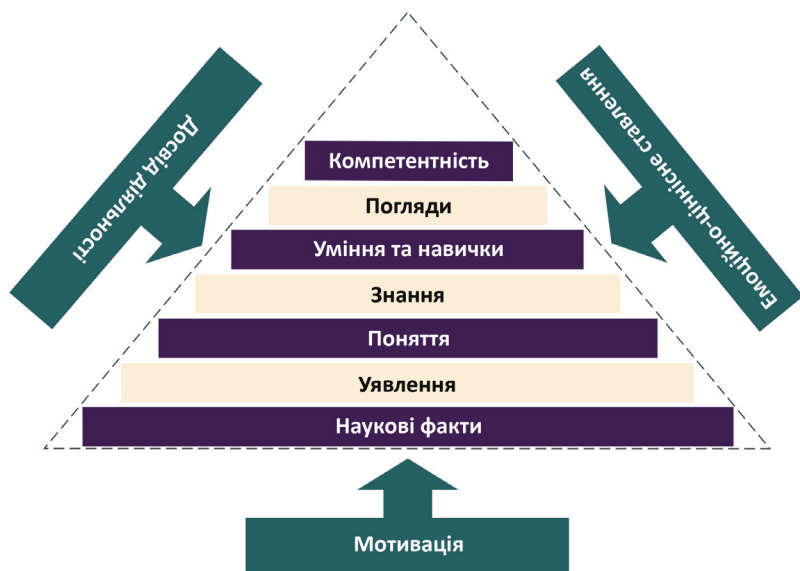 Досвід діяльності
Емоційно-ціннісне ставлення
Компетентність
Погляди
Уміння та навички
Знання
Поняття
Уявлення
Наукові факти
Мотивація